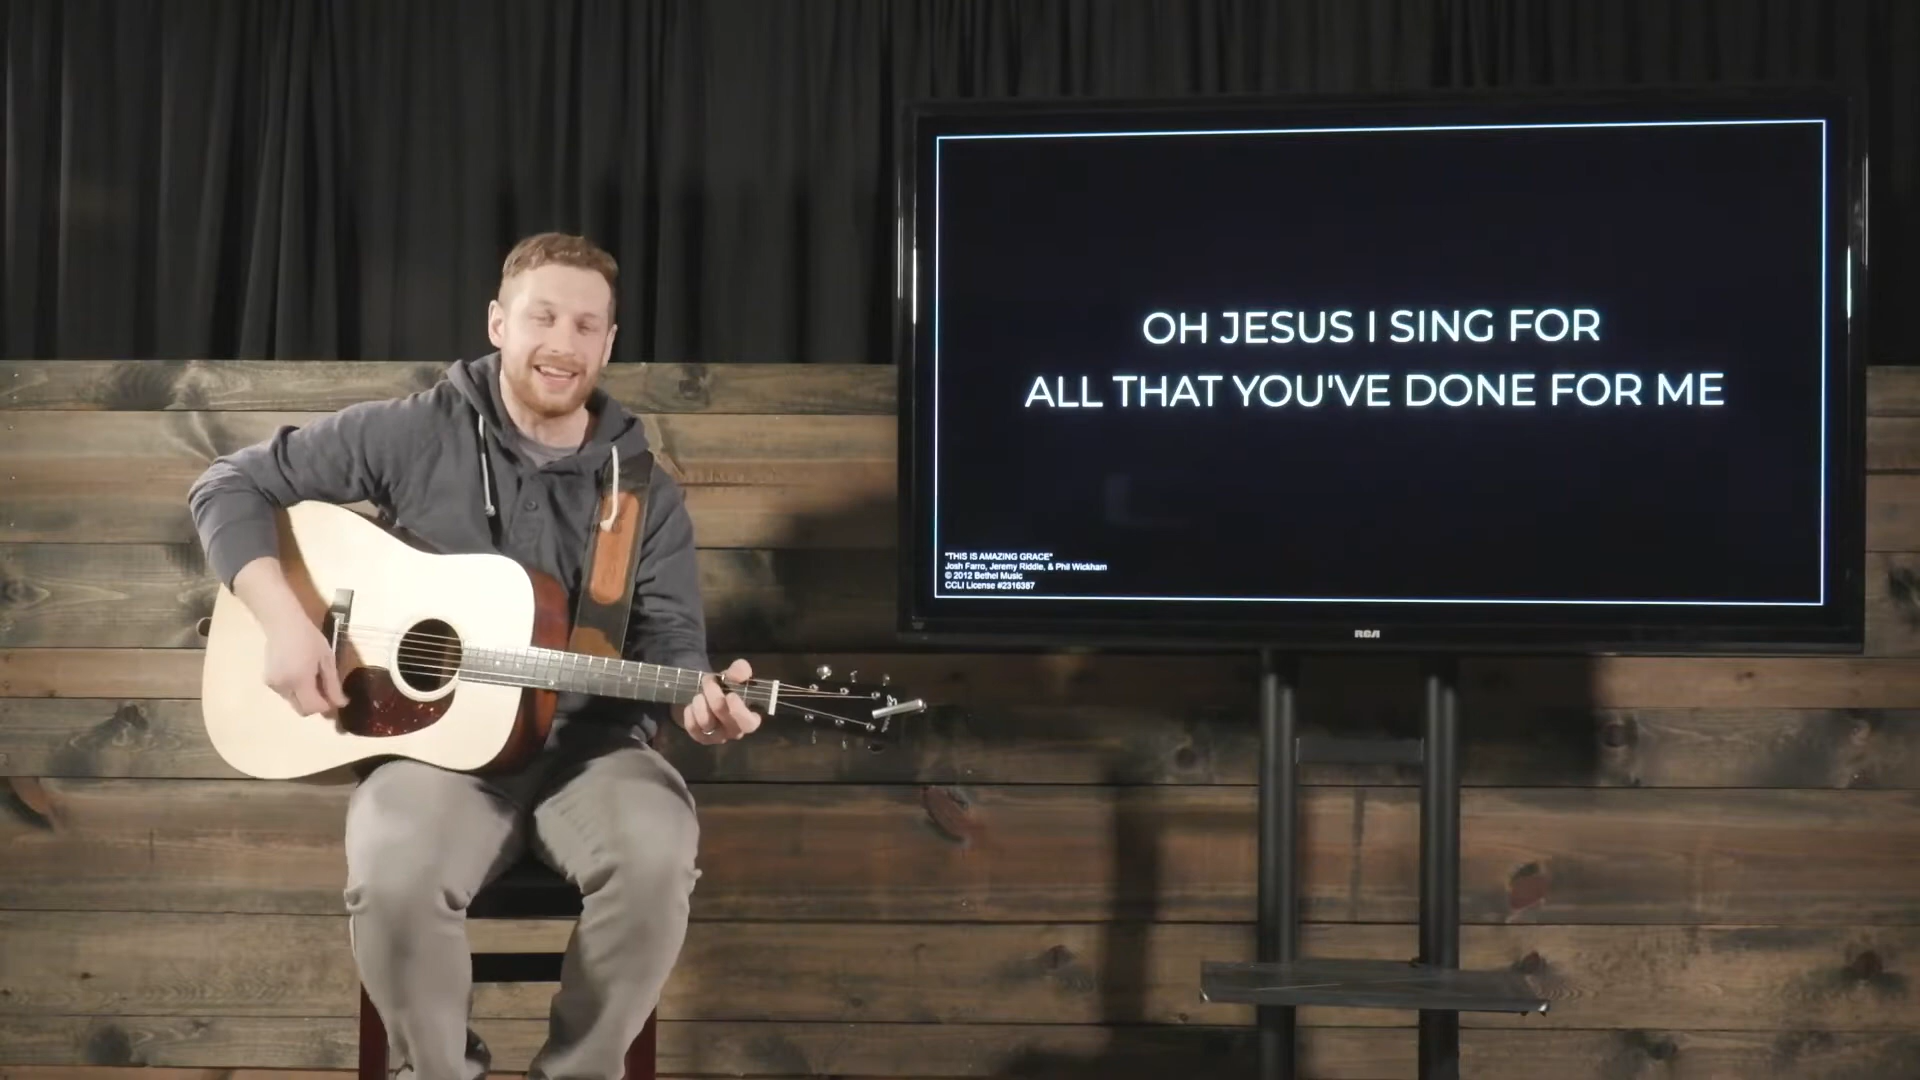 OH JESUS I SING FOR
ALL THAT YOU'VE DONE FOR ME
"THIS IS AMAZING GRACE"
Josh Farro, Jeremy Riddle, & Phil Wickham
© 2012 Bethel Music
CCLI License #2316387
RCA